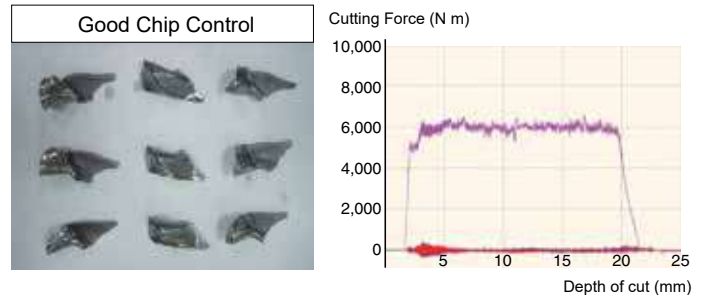 Good Chip Control
Cutting Force (N m)
10,000
8,000
6,000
4,000
2,000
0
5 10 15 20 25
Depth of cut (mm)